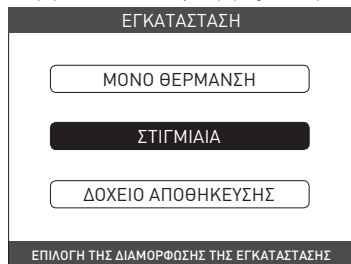 ΕΓΚΑΤΑΣΤΑΣΗ
ΜΟΝΟ ΘΕΡΜΑΝΣΗ
ΣΤΙΓΜΙΑΙΑ
ΔΟΧΕΙΟ ΑΠΟΘΗΚΕΥΣΗΣ
ΕΠΙΛΟΓΗ ΤΗΣ ΔΙΑΜΟΡΦΩΣΗΣ ΤΗΣ ΕΓΚΑΤΑΣΤΑΣΗΣ